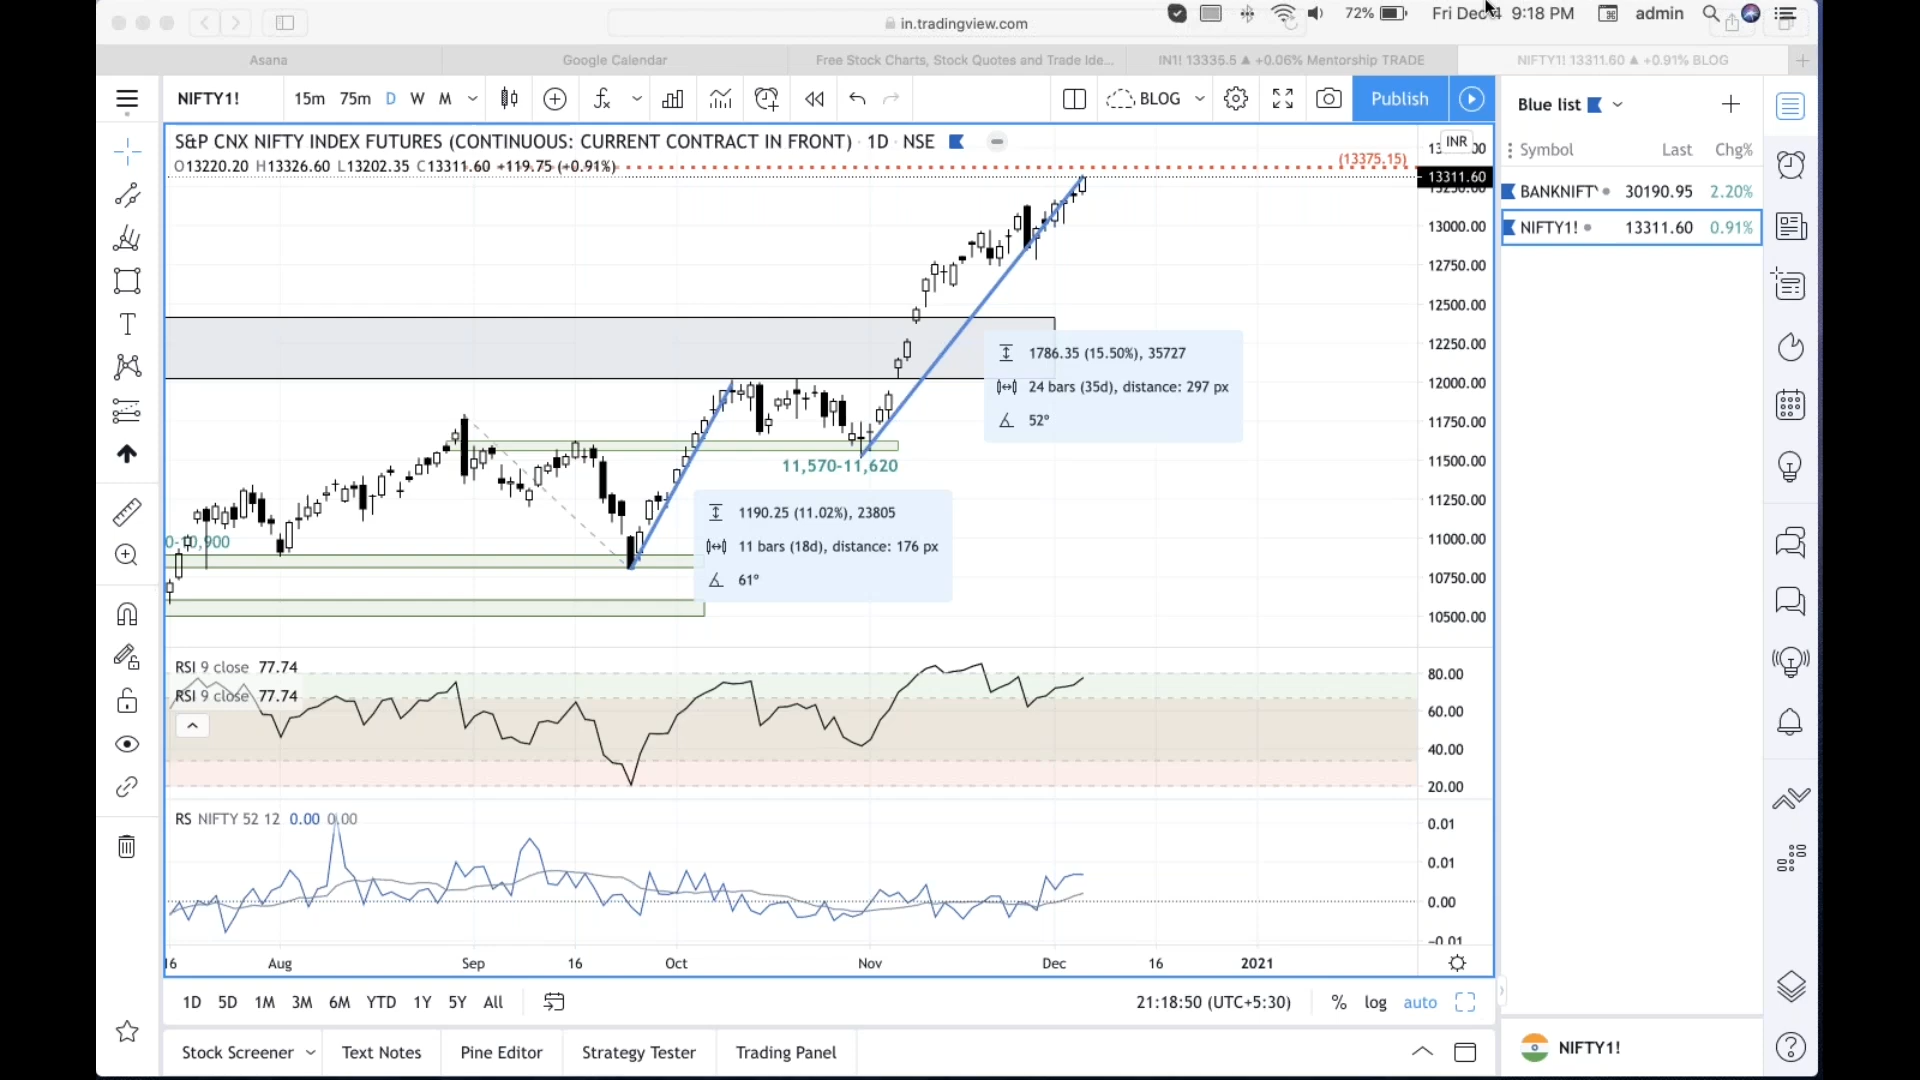 in.tradingview.com
72%
Fri Dec 4 9:18 PM
admin
Asana
Google Calendar
Free Stock Charts, Stock Quotes and Trade Ide...
IN1! 13335.5 ▲ +0.06% Mentorship TRADE
NIFTY1! 13311.60 ▲ +0.91% BLOG
NIFTY1!
15m 75m D W M
BLOG
Publish
Blue list
S&P CNX NIFTY INDEX FUTURES (CONTINUOUS: CURRENT CONTRACT IN FRONT) · 1D · NSE
INR
Symbol Last Chg%
O13220.20 H13326.60 L13202.35 C13311.60 +119.75 (+0.91%)
(13375.15)
13311.60
BANKNIFTY 30190.95 2.20%
NIFTY1! 13311.60 0.91%
13000.00
12750.00
12500.00
12250.00
12000.00
11750.00
11500.00
11250.00
11000.00
10750.00
10500.00
1786.35 (15.50%), 35727
24 bars (35d), distance: 297 px
52°
11,570-11,620
1190.25 (11.02%), 23805
11 bars (18d), distance: 176 px
61°
RSI 9 close 77.74
RSI 9 close 77.74
80.00
60.00
40.00
20.00
RS NIFTY 52 12 0.00 0.00
0.01
0.01
0.00
-0.01
16 Aug Sep 16 Oct Nov Dec 16 2021
1D 5D 1M 3M 6M YTD 1Y 5Y All
21:18:50 (UTC+5:30)
% log auto
Stock Screener
Text Notes
Pine Editor
Strategy Tester
Trading Panel
NIFTY1!